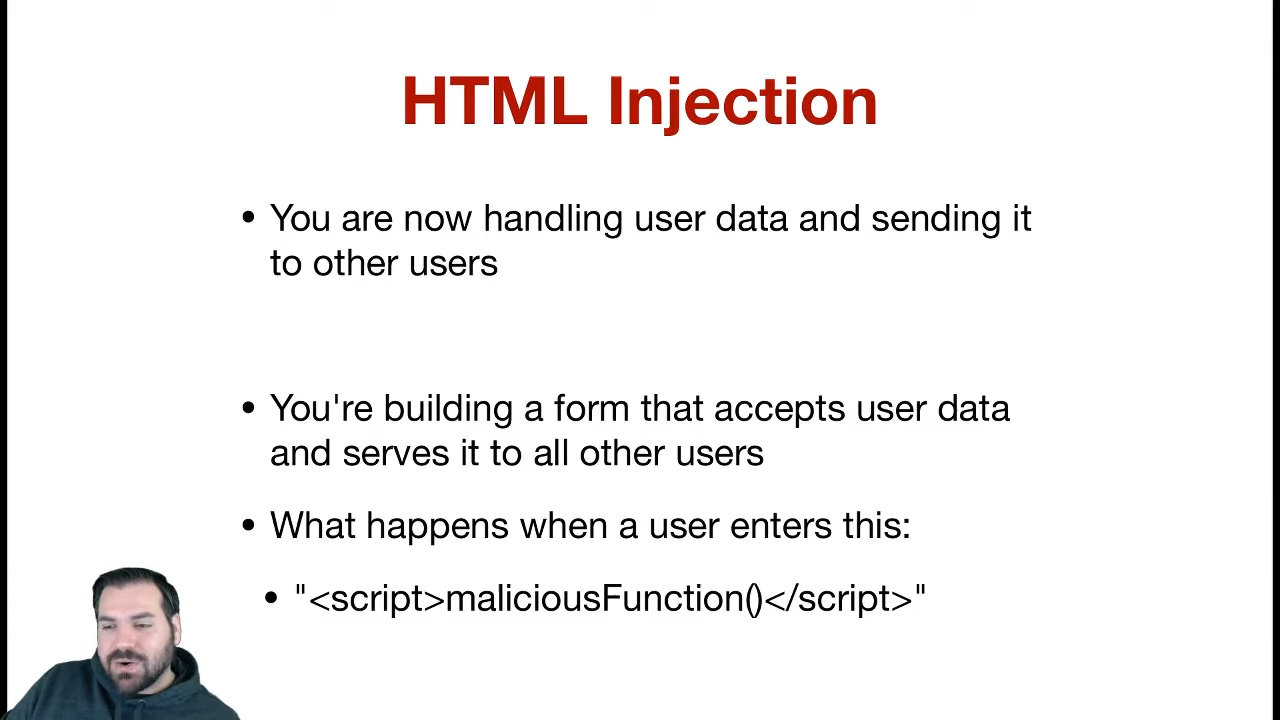 HTML Injection
• You are now handling user data and sending it
to other users
• You're building a form that accepts user data
and serves it to all other users
• What happens when a user enters this:
• "<script>maliciousFunction()</script>"